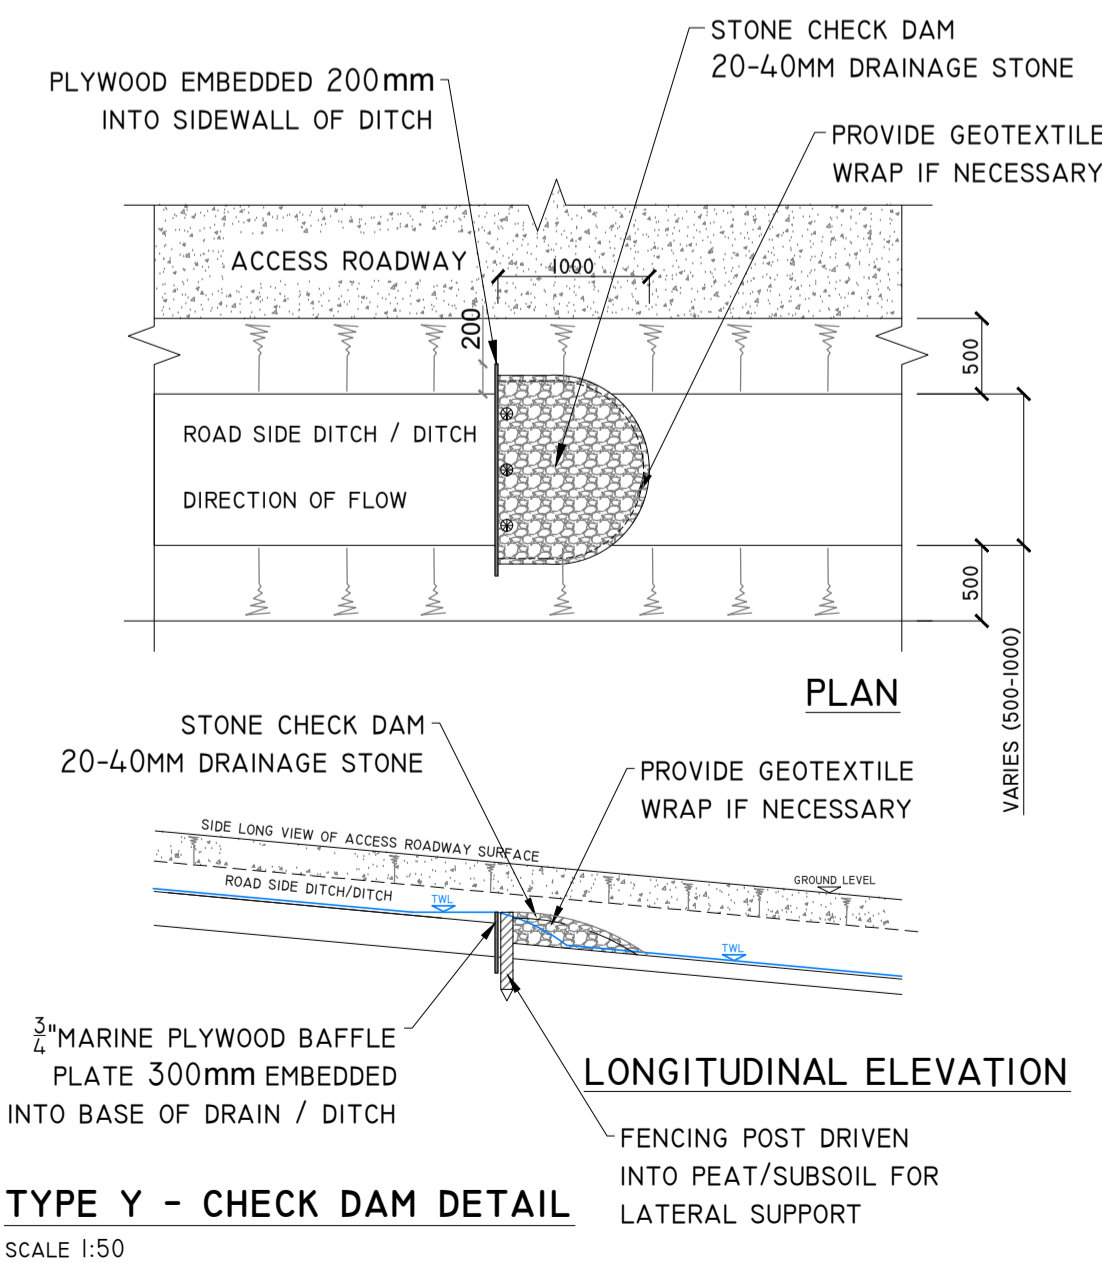 STONE CHECK DAM
20-40MM DRAINAGE STONE
PLYWOOD EMBEDDED 200mm
INTO SIDEWALL OF DITCH
PROVIDE GEOTEXTILE
WRAP IF NECESSARY
ACCESS ROADWAY
1000
200
500
ROAD SIDE DITCH / DITCH
DIRECTION OF FLOW
500
VARIES (500-1000)
PLAN
STONE CHECK DAM
20-40MM DRAINAGE STONE
PROVIDE GEOTEXTILE
WRAP IF NECESSARY
SIDE LONG VIEW OF ACCESS ROADWAY SURFACE
GROUND LEVEL
ROAD SIDE DITCH/DITCH
TWL
TWL
3/4"MARINE PLYWOOD BAFFLE
PLATE 300mm EMBEDDED
INTO BASE OF DRAIN / DITCH
LONGITUDINAL ELEVATION
FENCING POST DRIVEN
INTO PEAT/SUBSOIL FOR
LATERAL SUPPORT
TYPE Y - CHECK DAM DETAIL
SCALE 1:50